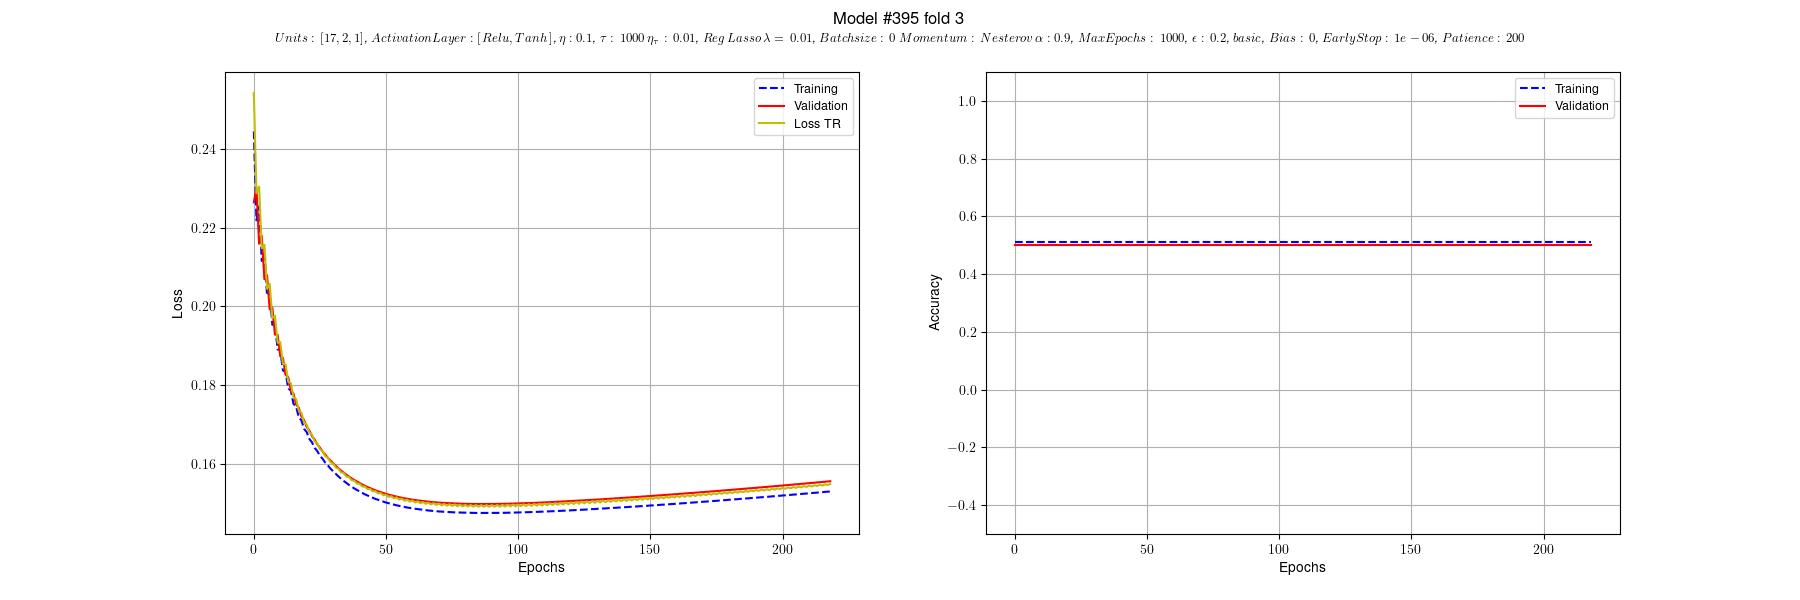 Model #395 fold 3
Units : [17, 2, 1], ActivationLayer : [Relu, Tanh], η : 0.1, τ : 1000 ητ : 0.01, Reg Lasso λ = 0.01, Batchsize : 0 Momentum : Nesterov α : 0.9, MaxEpochs : 1000, ϵ : 0.2, basic, Bias : 0, EarlyStop : 1e − 06, Patience : 200
Training
Validation
Loss TR
0.24
0.22
0.20
0.18
0.16
Loss
0
50
100
150
200
Epochs
Training
Validation
1.0
0.8
0.6
0.4
0.2
0.0
−0.2
−0.4
Accuracy
0
50
100
150
200
Epochs